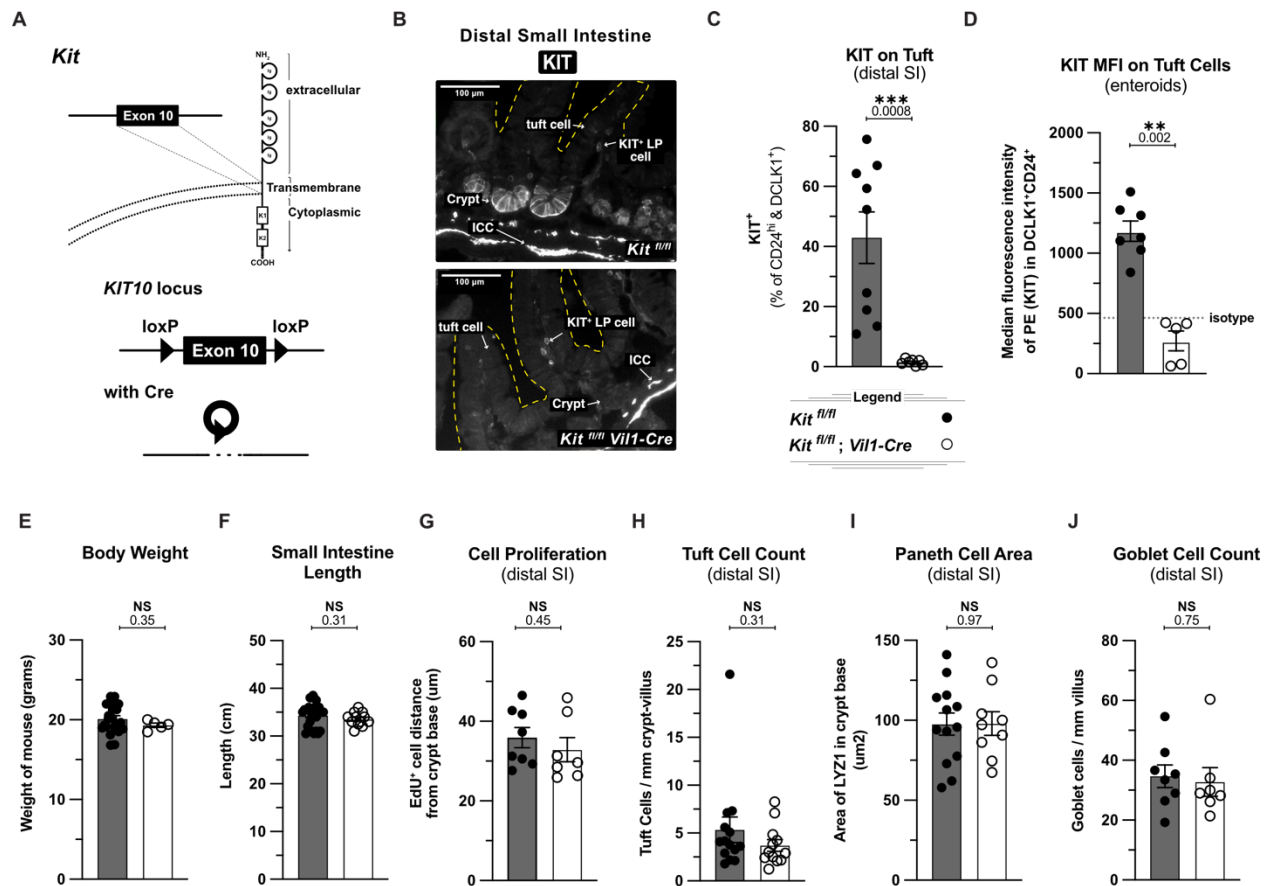 A
Kit
Exon 10
NH2
extracellular
Transmembrane
Cytoplasmic
K1
K2
COOH
KIT10 locus
loxP
loxP
Exon 10
with Cre
B
Distal Small Intestine
KIT
100 µm
tuft cell
KIT+ LP
cell
Crypt
ICC
Kit fl/fl
100 µm
tuft cell
KIT+ LP cell
ICC
Crypt
Kit fl/fl Vil1-Cre
C
KIT on Tuft
(distal SI)
***
0.0008
KIT+
(% of CD24hi & DCLK1+)
80
60
40
20
0
Legend
Kit fl/fl
Kit fl/fl ; Vil1-Cre
D
KIT MFI on Tuft Cells
(enteroids)
**
0.002
Median fluorescence intensity
of PE (KIT) in DCLK1+CD24+
2000
1500
1000
500
0
isotype
E
Body Weight
NS
0.35
Weight of mouse (grams)
30
20
10
0
F
Small Intestine
Length
NS
0.31
Length (cm)
50
40
30
20
10
0
G
Cell Proliferation
(distal SI)
NS
0.45
EdU+ cell distance
from crypt base (um)
60
40
20
0
H
Tuft Cell Count
(distal SI)
NS
0.31
Tuft Cells / mm crypt-villus
25
20
15
10
5
0
I
Paneth Cell Area
(distal SI)
NS
0.97
Area of LYZ1 in crypt base
(um2)
150
100
50
0
J
Goblet Cell Count
(distal SI)
NS
0.75
Goblet cells / mm villus
80
60
40
20
0